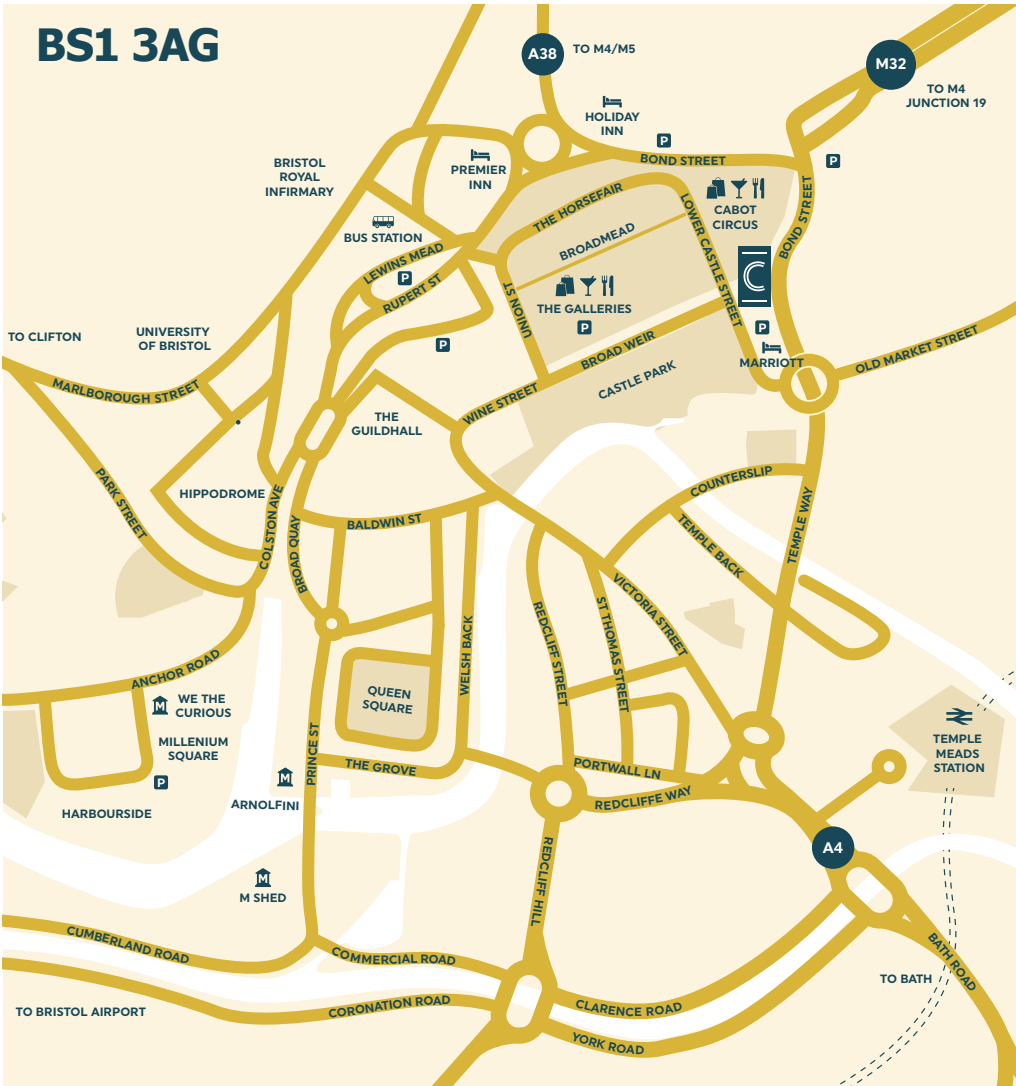 BS1 3AG
A38
TO M4/M5
M32
TO M4
JUNCTION 19
HOLIDAY
INN
P
BOND STREET
P
BRISTOL
ROYAL
INFIRMARY
PREMIER
INN
THE HORSEFAIR
CABOT
CIRCUS
BOND STREET
LOWER CASTLE STREET
BUS STATION
BROADMEAD
LEWINS MEAD
P
RUPERT ST
C
UNION ST
THE GALLERIES
P
P
P
TO CLIFTON
UNIVERSITY
OF BRISTOL
BROAD WEIR
MARRIOTT
OLD MARKET STREET
MARLBOROUGH STREET
CASTLE PARK
WINE STREET
THE
GUILDHALL
PARK STREET
HIPPODROME
COUNTERSLIP
COLSTON AVE
BROAD QUAY
BALDWIN ST
TEMPLE WAY
TEMPLE BACK
VICTORIA STREET
REDCLIFF STREET
ST THOMAS STREET
WELSH BACK
ANCHOR ROAD
QUEEN
SQUARE
M
WE THE
CURIOUS
MILLENIUM
SQUARE
P
PRINCE ST
TEMPLE
MEADS
STATION
THE GROVE
PORTWALL LN
M
ARNOLFINI
REDCLIFFE WAY
HARBOURSIDE
A4
REDCLIFF HILL
M
M SHED
CUMBERLAND ROAD
COMMERCIAL ROAD
BATH ROAD
TO BATH
TO BRISTOL AIRPORT
CORONATION ROAD
CLARENCE ROAD
YORK ROAD